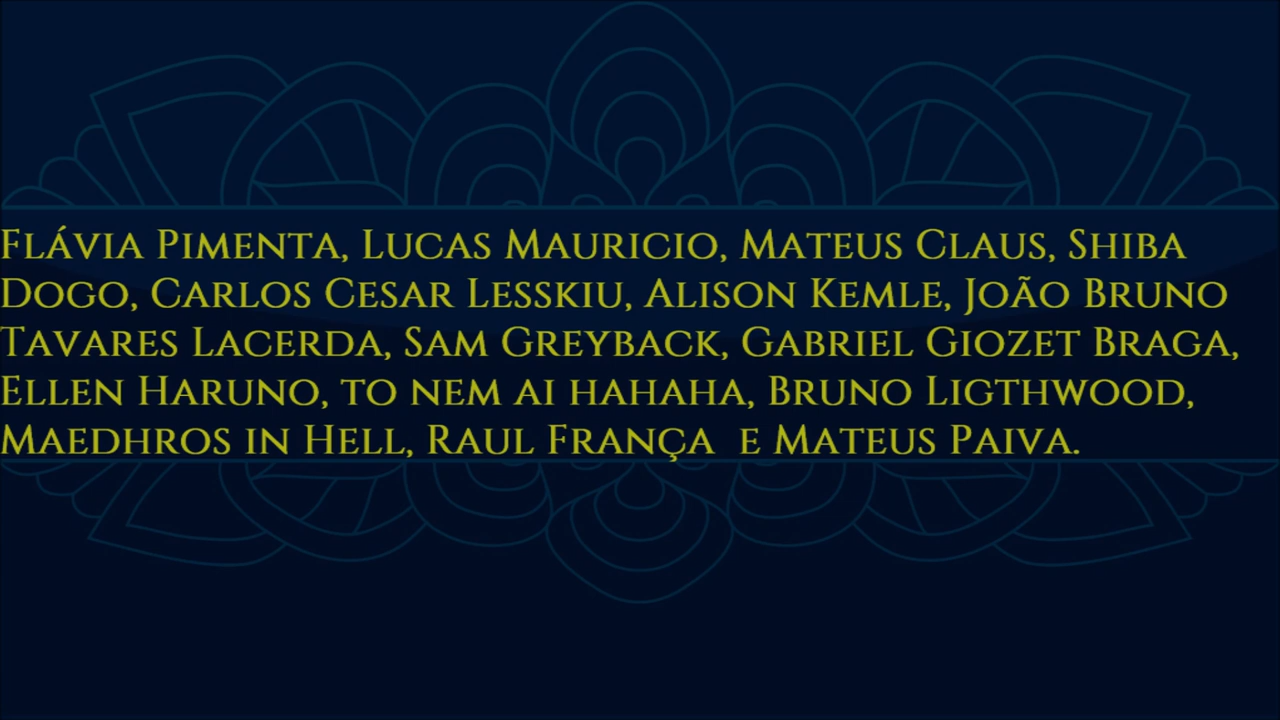 Flávia Pimenta, Lucas Mauricio, Mateus Claus, Shiba
Dogo, Carlos Cesar Lesskiu, Alison Kemle, João Bruno
Tavares Lacerda, Sam Greyback, Gabriel Giozet Braga,
Ellen Haruno, to nem ai hahaha, Bruno Ligthwood,
Maedhros in Hell, Raul França  e Mateus Paiva.